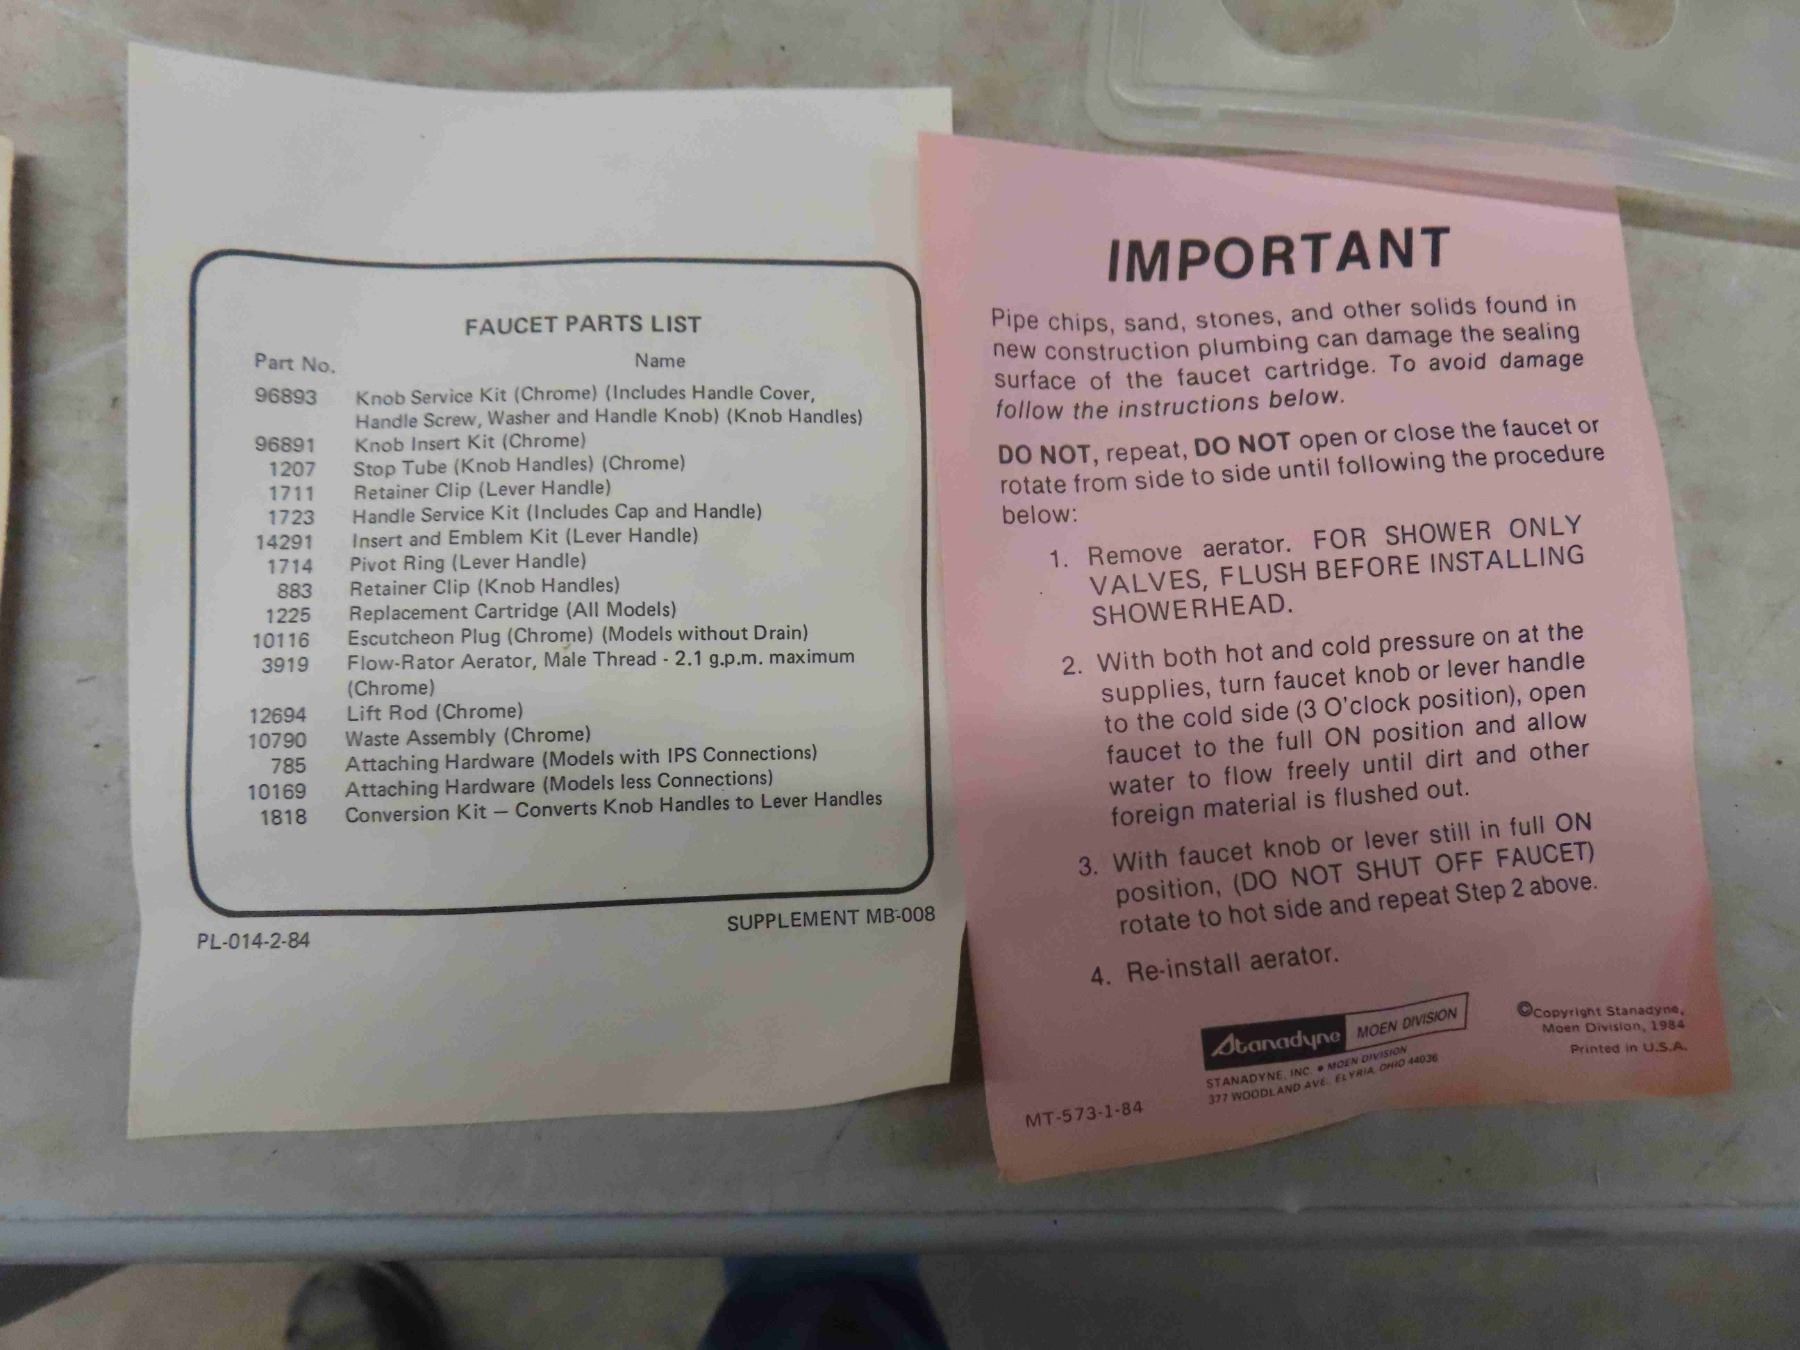 FAUCET PARTS LIST
Part No. Name
96893 Knob Service Kit (Chrome) (Includes Handle Cover,
Handle Screw, Washer and Handle Knob) (Knob Handles)
96891 Knob Insert Kit (Chrome)
1207 Stop Tube (Knob Handles) (Chrome)
1711 Retainer Clip (Lever Handle)
1723 Handle Service Kit (Includes Cap and Handle)
14291 Insert and Emblem Kit (Lever Handle)
1714 Pivot Ring (Lever Handle)
883 Retainer Clip (Knob Handles)
1225 Replacement Cartridge (All Models)
10116 Escutcheon Plug (Chrome) (Models without Drain)
3919 Flow-Rator Aerator, Male Thread - 2.1 g.p.m. maximum
(Chrome)
12694 Lift Rod (Chrome)
10790 Waste Assembly (Chrome)
785 Attaching Hardware (Models with IPS Connections)
10169 Attaching Hardware (Models less Connections)
1818 Conversion Kit — Converts Knob Handles to Lever Handles
PL-014-2-84
SUPPLEMENT MB-008
IMPORTANT
Pipe chips, sand, stones, and other solids found in
new construction plumbing can damage the sealing
surface of the faucet cartridge. To avoid damage
follow the instructions below.
DO NOT, repeat, DO NOT open or close the faucet or
rotate from side to side until following the procedure
below:
1. Remove aerator. FOR SHOWER ONLY
VALVES, FLUSH BEFORE INSTALLING
SHOWERHEAD.
2. With both hot and cold pressure on at the
supplies, turn faucet knob or lever handle
to the cold side (3 O'clock position), open
faucet to the full ON position and allow
water to flow freely until dirt and other
foreign material is flushed out.
3. With faucet knob or lever still in full ON
position, (DO NOT SHUT OFF FAUCET)
rotate to hot side and repeat Step 2 above.
4. Re-install aerator.
Stanadyne MOEN DIVISION
STANADYNE, INC. • MOEN DIVISION
377 WOODLAND AVE., ELYRIA, OHIO 44036
©Copyright Stanadyne,
Moen Division, 1984
Printed in U.S.A.
MT-573-1-84